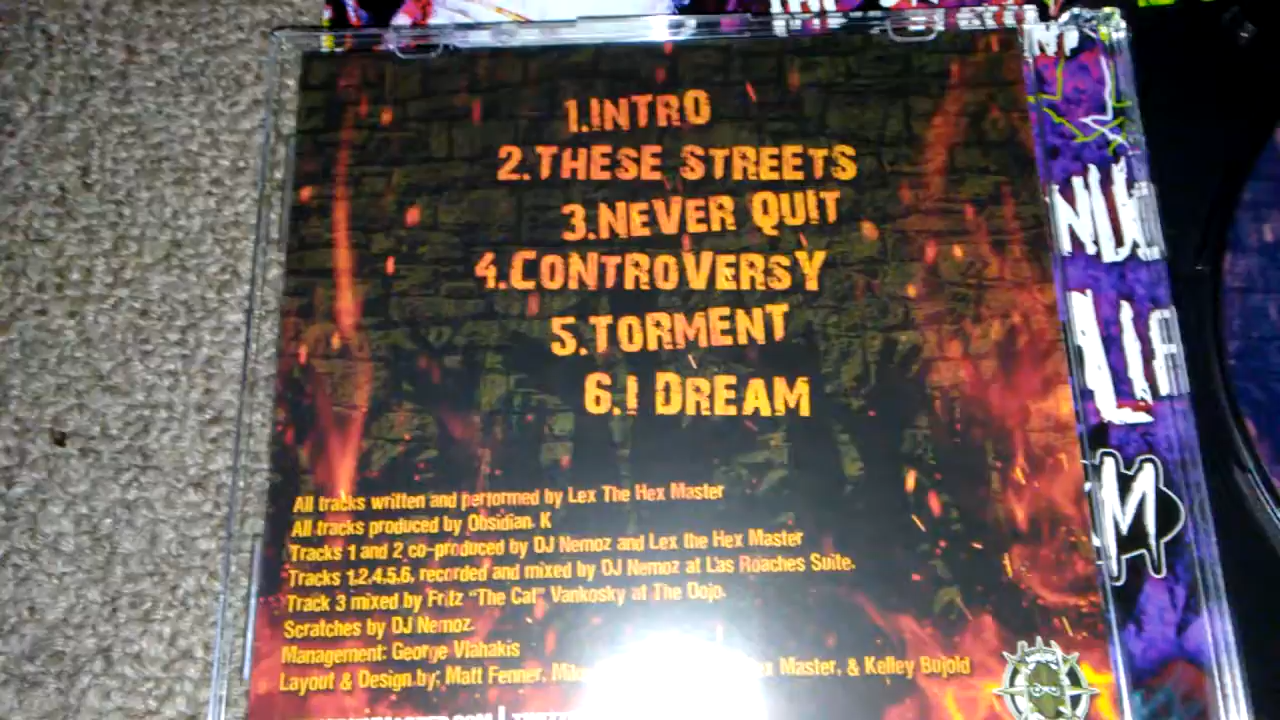 1.INTRO
2.THESE STREETS
3.NEVER QUIT
4.CONTROVERSY
5.TORMENT
6.I DREAM
All tracks written and performed by Lex The Hex Master
All tracks produced by Obsidian K
Tracks 1 and 2 co-produced by DJ Nemoz and Lex the Hex Master
Tracks 1,2,4,5,6, recorded and mixed by DJ Nemoz at Las Roaches Suite.
Track 3 mixed by Fritz "The Cat" Vankosky at The Dojo.
Scratches by DJ Nemoz.
Management: George Vlahakis
Layout & Design by; Matt Fenner, Master, & Kelley Bujold